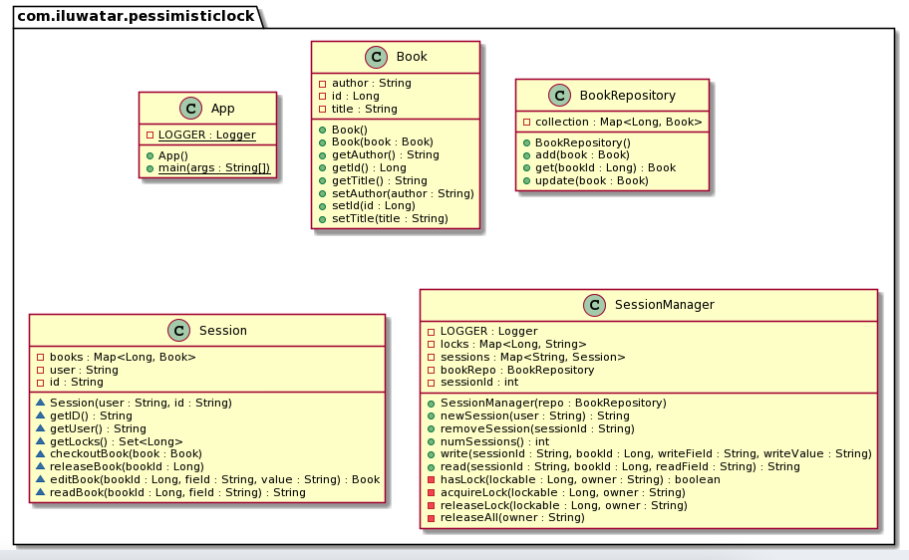 com.iluwatar.pessimisticlock
C App
LOGGER : Logger
App()
main(args : String[])
C Book
author : String
id : Long
title : String
Book()
Book(book : Book)
getAuthor() : String
getId() : Long
getTitle() : String
setAuthor(author : String)
setId(id : Long)
setTitle(title : String)
C BookRepository
collection : Map<Long, Book>
BookRepository()
add(book : Book)
get(bookId : Long) : Book
update(book : Book)
C Session
books : Map<Long, Book>
user : String
id : String
Session(user : String, id : String)
getID() : String
getUser() : String
getLocks() : Set<Long>
checkoutBook(book : Book)
releaseBook(bookId : Long)
editBook(bookId : Long, field : String, value : String) : Book
readBook(bookId : Long, field : String) : String
C SessionManager
LOGGER : Logger
locks : Map<Long, String>
sessions : Map<String, Session>
bookRepo : BookRepository
sessionId : int
SessionManager(repo : BookRepository)
newSession(user : String) : String
removeSession(sessionId : String)
numSessions() : int
write(sessionId : String, bookId : Long, writeField : String, writeValue : String)
read(sessionId : String, bookId : Long, readField : String) : String
hasLock(lockable : Long, owner : String) : boolean
acquireLock(lockable : Long, owner : String)
releaseLock(lockable : Long, owner : String)
releaseAll(owner : String)